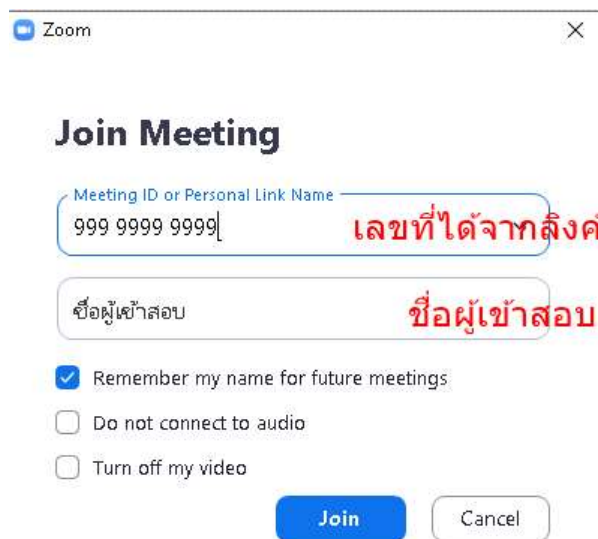 Zoom
Join Meeting
Meeting ID or Personal Link Name
999 9999 9999 เลขที่ได้จากลิงค์
ชื่อผู้เข้าสอบ ชื่อผู้เข้าสอบ
Remember my name for future meetings
Do not connect to audio
Turn off my video
Join Cancel